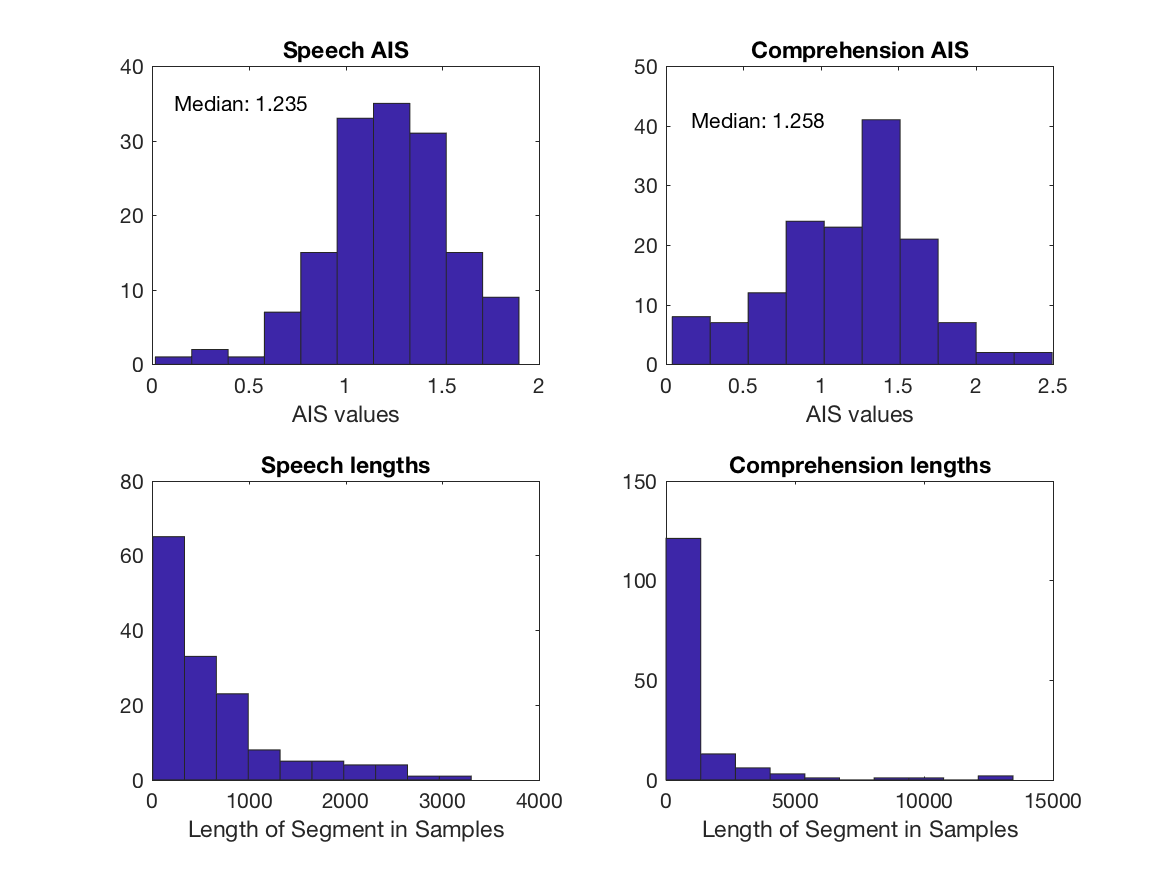 Speech AIS
40
30
20
10
0
Median: 1.235
0 0.5 1 1.5 2
AIS values
Comprehension AIS
50
40
30
20
10
0
Median: 1.258
0 0.5 1 1.5 2 2.5
AIS values
Speech lengths
80
60
40
20
0
0 1000 2000 3000 4000
Length of Segment in Samples
Comprehension lengths
150
100
50
0
0 5000 10000 15000
Length of Segment in Samples